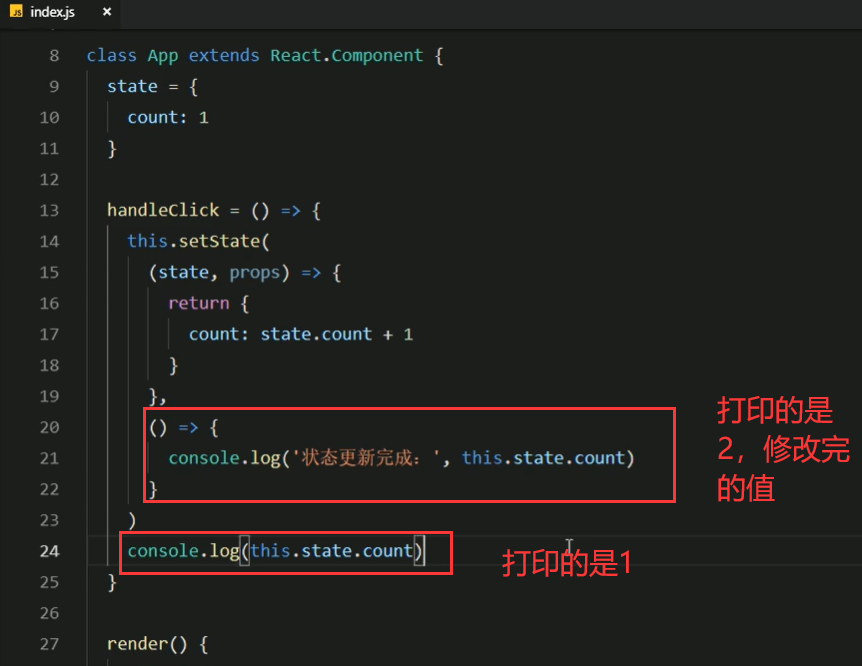 JS index.js ×
8 class App extends React.Component {
9 state = {
10 count: 1
11 }
12
13 handleClick = () => {
14 this.setState(
15 (state, props) => {
16 return {
17 count: state.count + 1
18 }
19 },
20 () => {
21 console.log('状态更新完成：', this.state.count)
22 }
打印的是
2，修改完
的值
23 )
24 console.log(this.state.count)
打印的是1
25 }
26
27 render() {